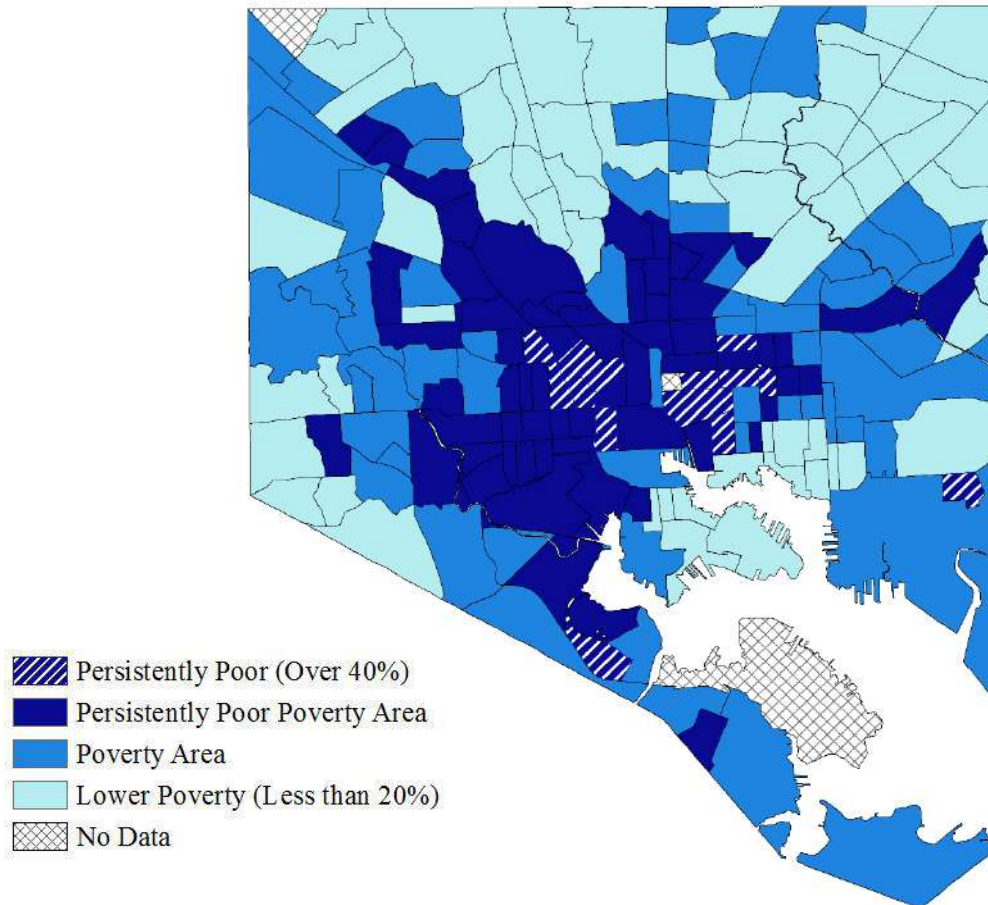 Persistently Poor (Over 40%)
Persistently Poor Poverty Area
Poverty Area
Lower Poverty (Less than 20%)
No Data